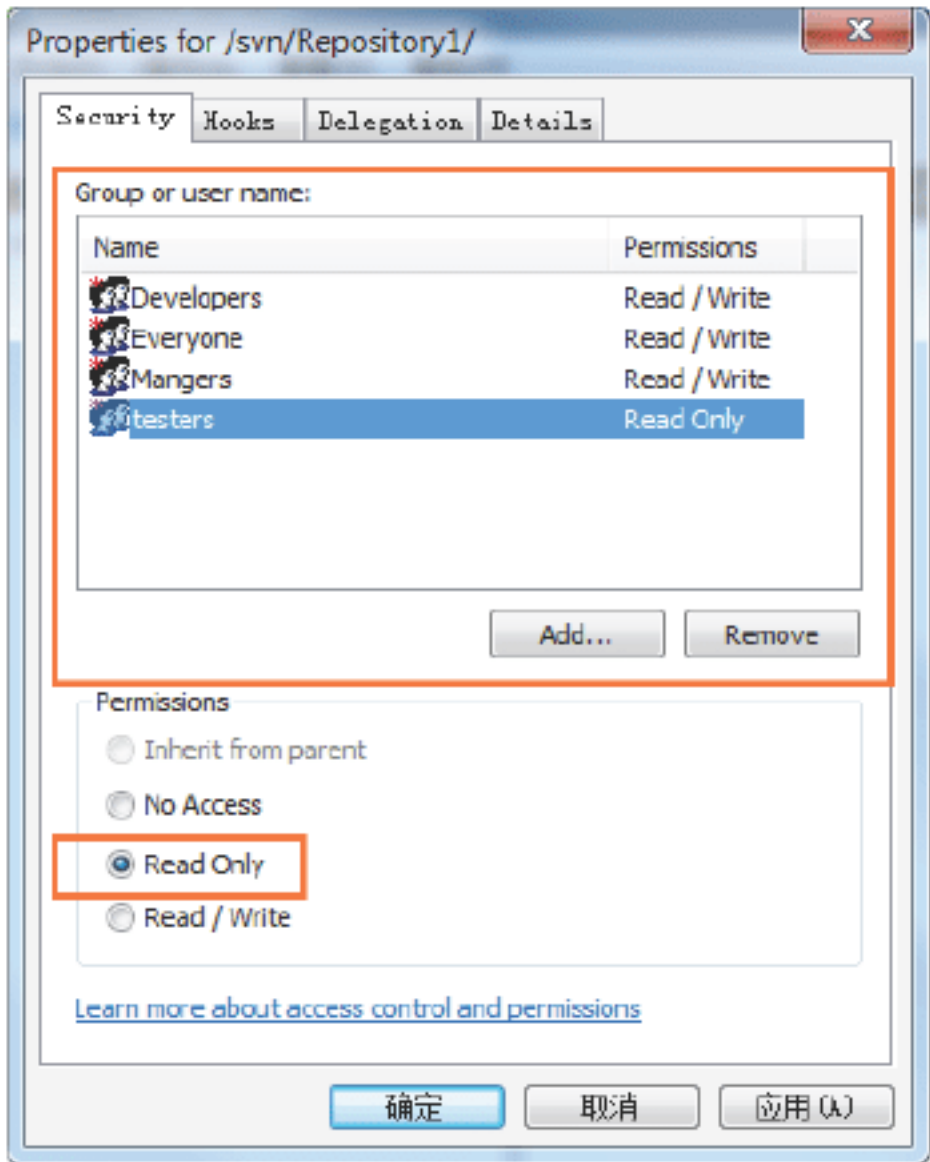 Properties for /svn/Repository1/
Security Hooks Delegation Details
Group or user name:
Name Permissions
Developers Read / Write
Everyone Read / Write
Mangers Read / Write
testers Read Only
Add... Remove
Permissions
Inherit from parent
No Access
Read Only
Read / Write
Learn more about access control and permissions
确定 取消 应用(A)